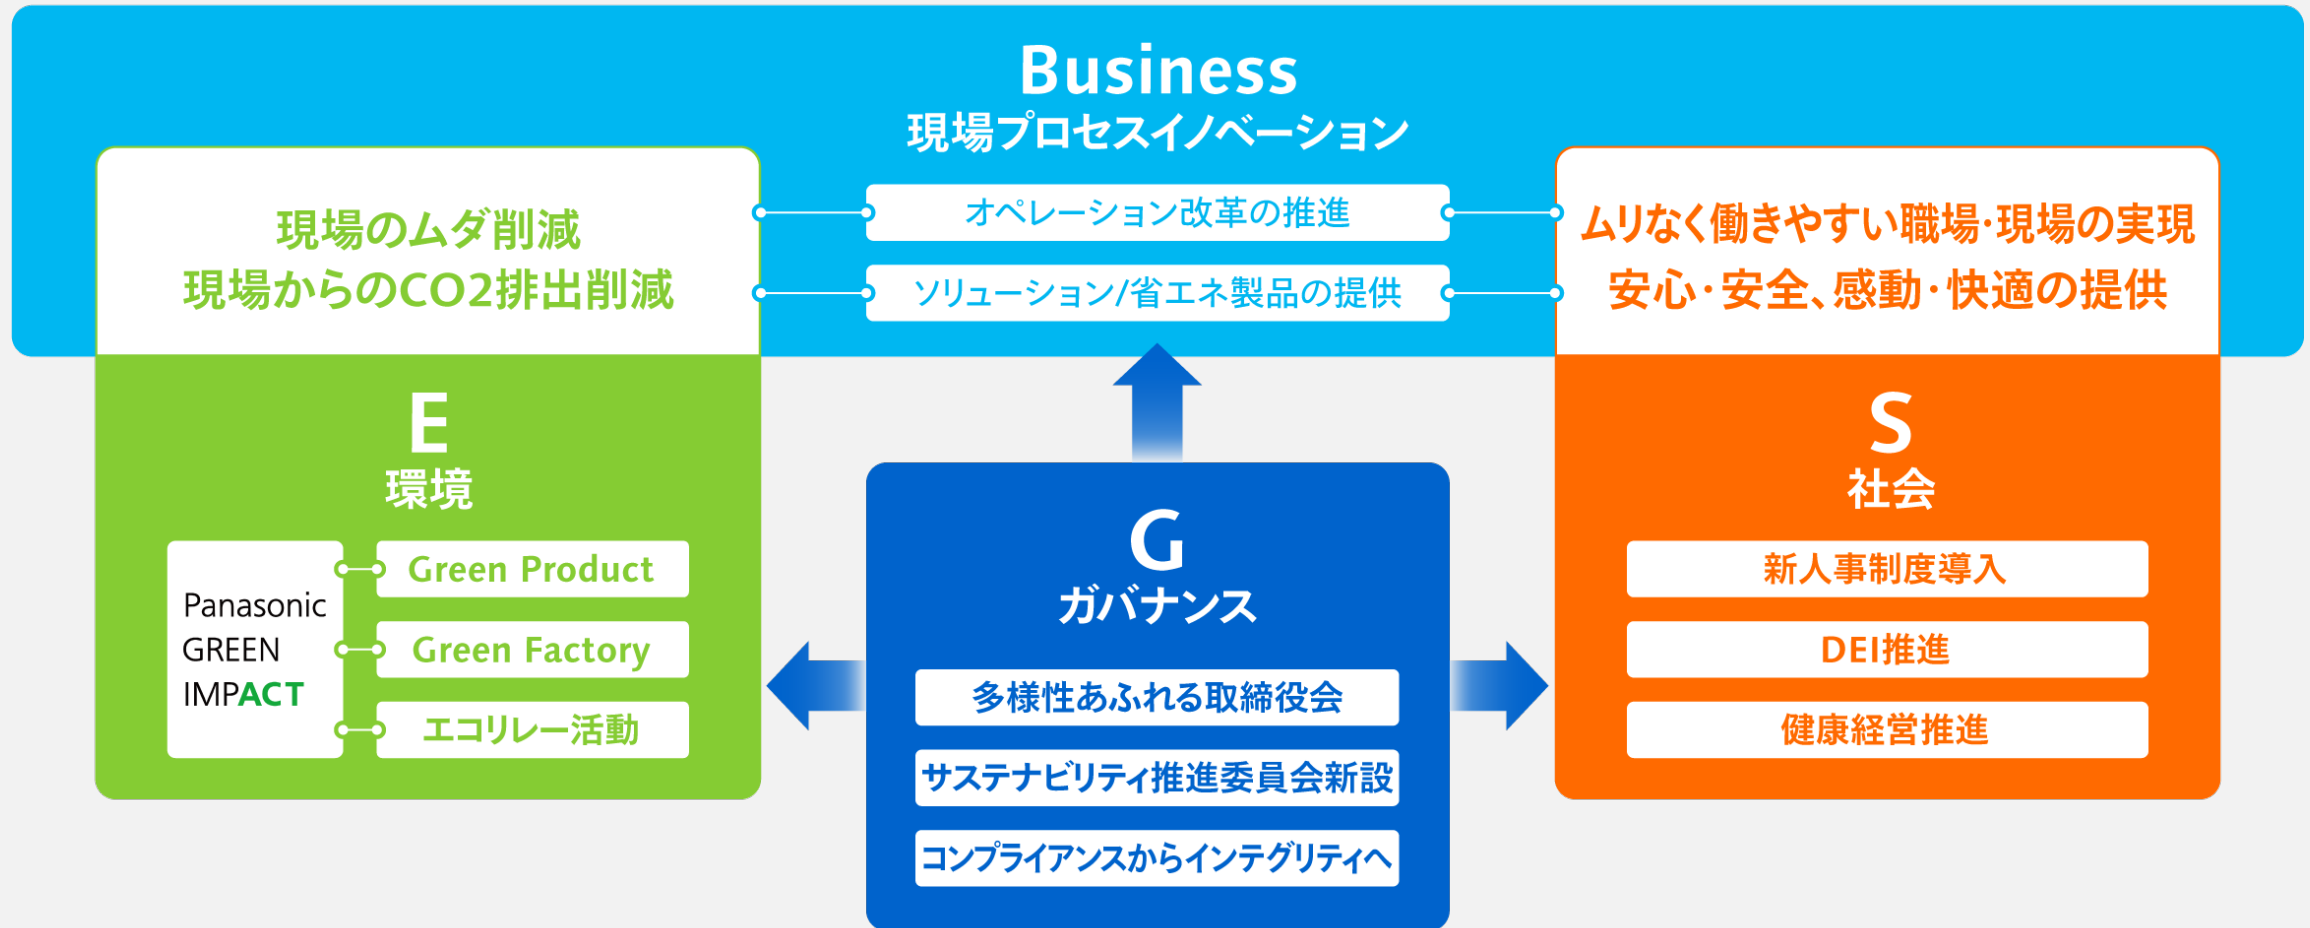 Business
現場プロセスイノベーション
オペレーション改革の推進
ソリューション/省エネ製品の提供
現場のムダ削減
現場からのCO2排出削減
E
環境
Panasonic
GREEN
IMPACT
Green Product
Green Factory
エコリレー活動
G
ガバナンス
多様性あふれる取締役会
サステナビリティ推進委員会新設
コンプライアンスからインテグリティへ
ムリなく働きやすい職場·現場の実現
安心·安全、感動·快適の提供
S
社会
新人事制度導入
DEI推進
健康経営推進